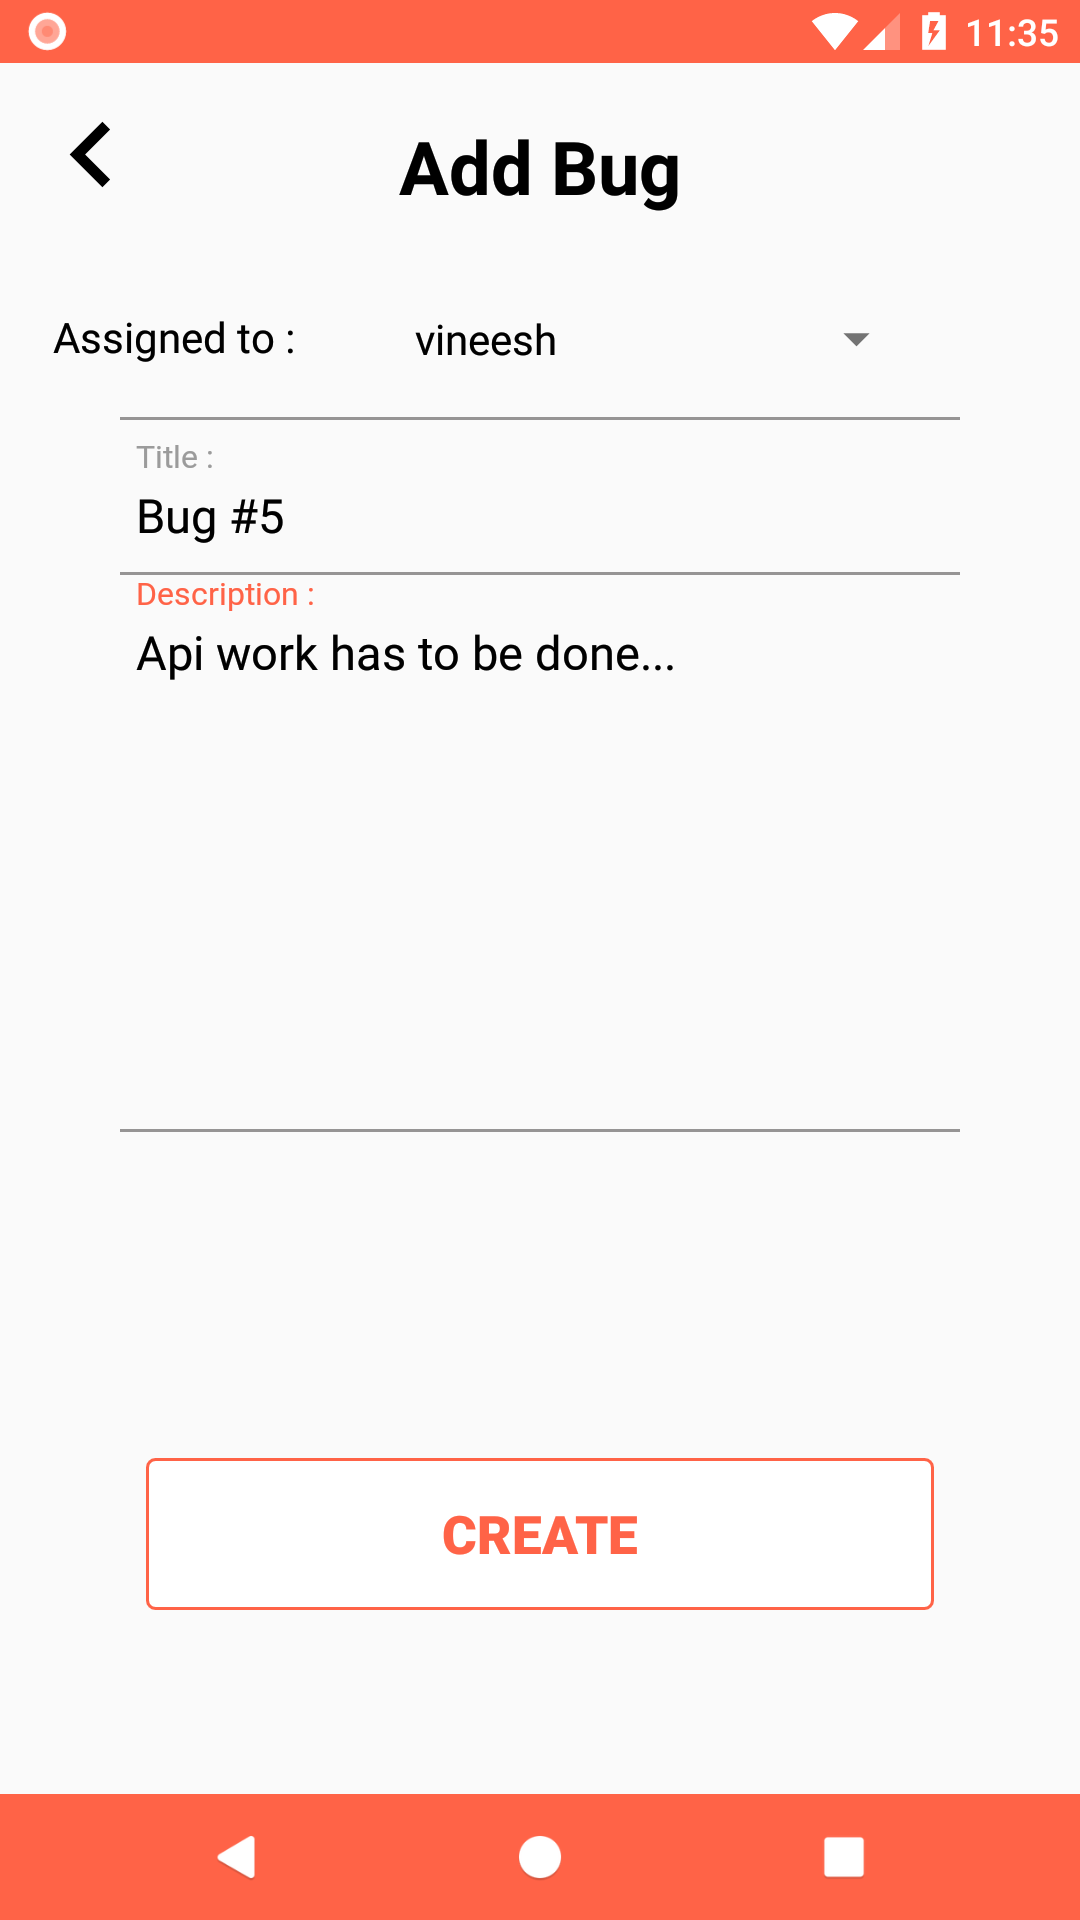 11:35
Add Bug
Assigned to : vineesh
Title :
Bug #5
Description :
Api work has to be done...
CREATE